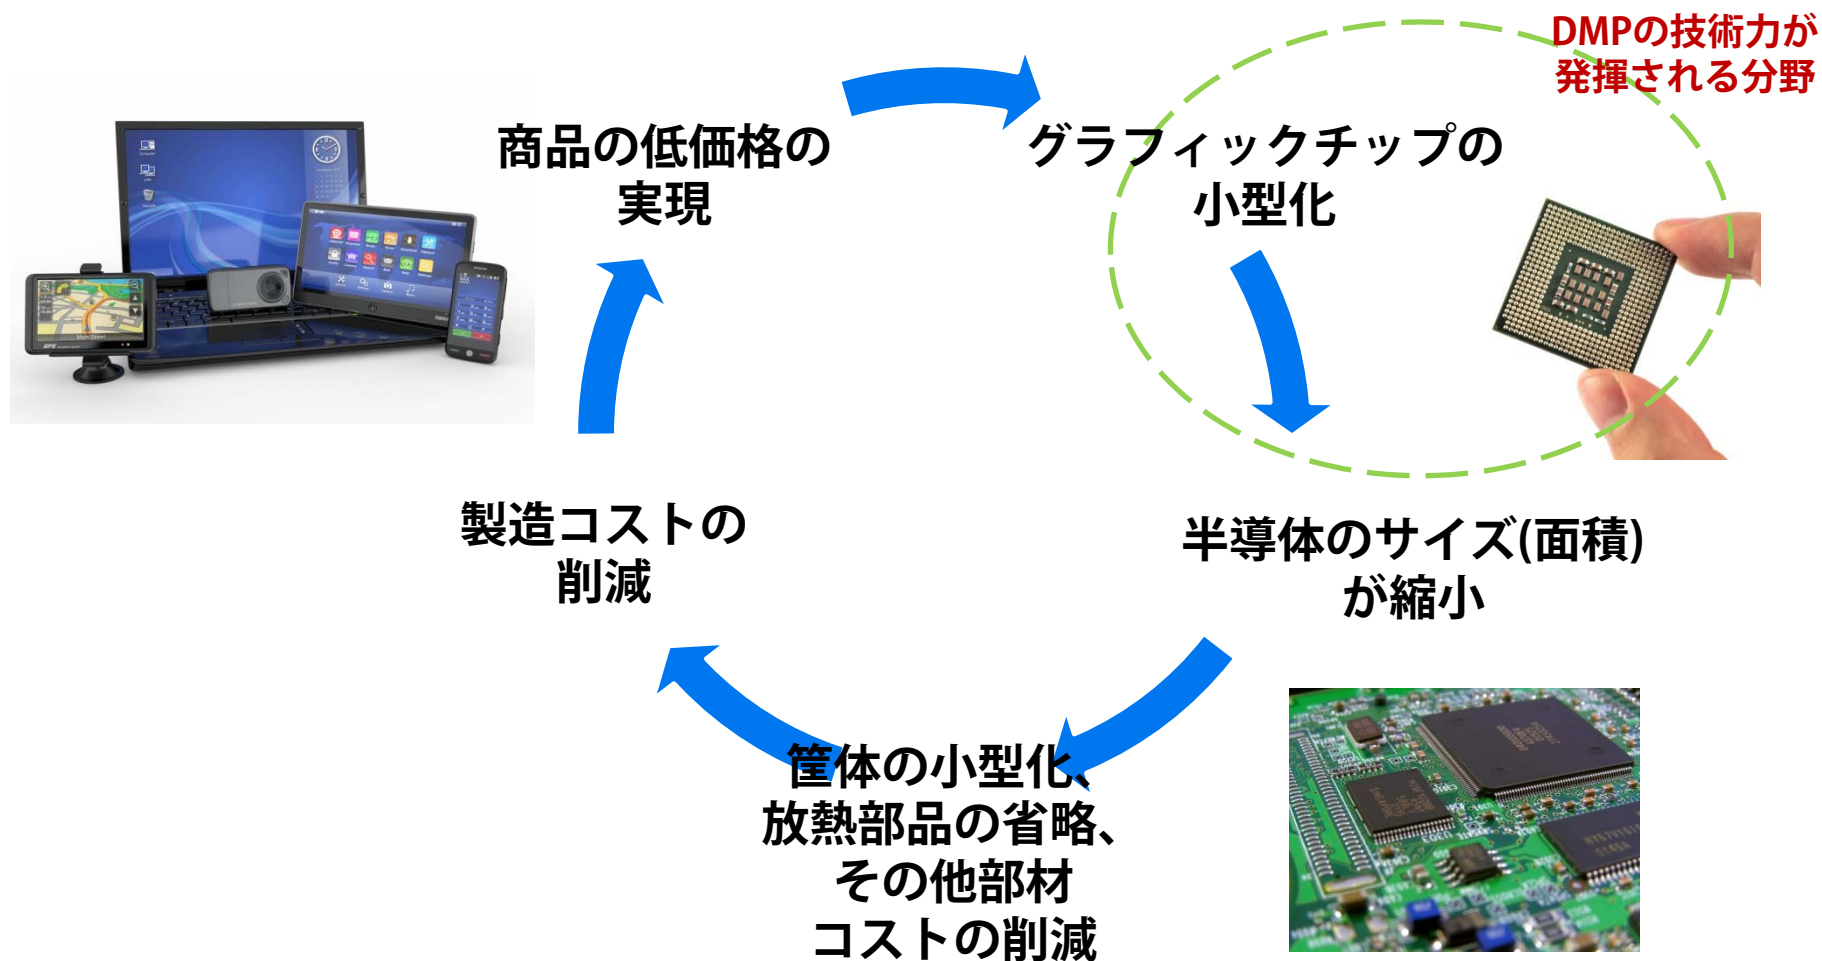 DMPの技術力が
発揮される分野
商品の低価格の
実現
グラフィックチップの
小型化
製造コストの
削減
半導体のサイズ(面積)
が縮小
筐体の小型化、
放熱部品の省略、
その他部材
コストの削減